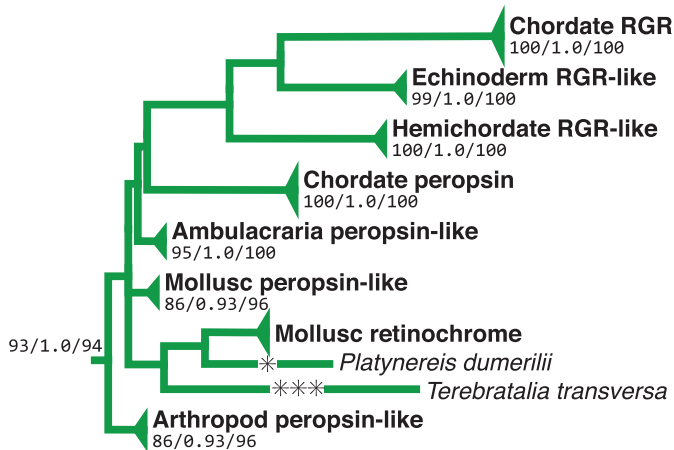 Chordate RGR
100/1.0/100
Echinoderm RGR-like
99/1.0/100
Hemichordate RGR-like
100/1.0/100
Chordate peropsin
100/1.0/100
Ambulacraria peropsin-like
95/1.0/100
Mollusc peropsin-like
86/0.93/96
Mollusc retinochrome
93/1.0/94
* Platynereis dumerilii
*** Terebratalia transversa
Arthropod peropsin-like
86/0.93/96